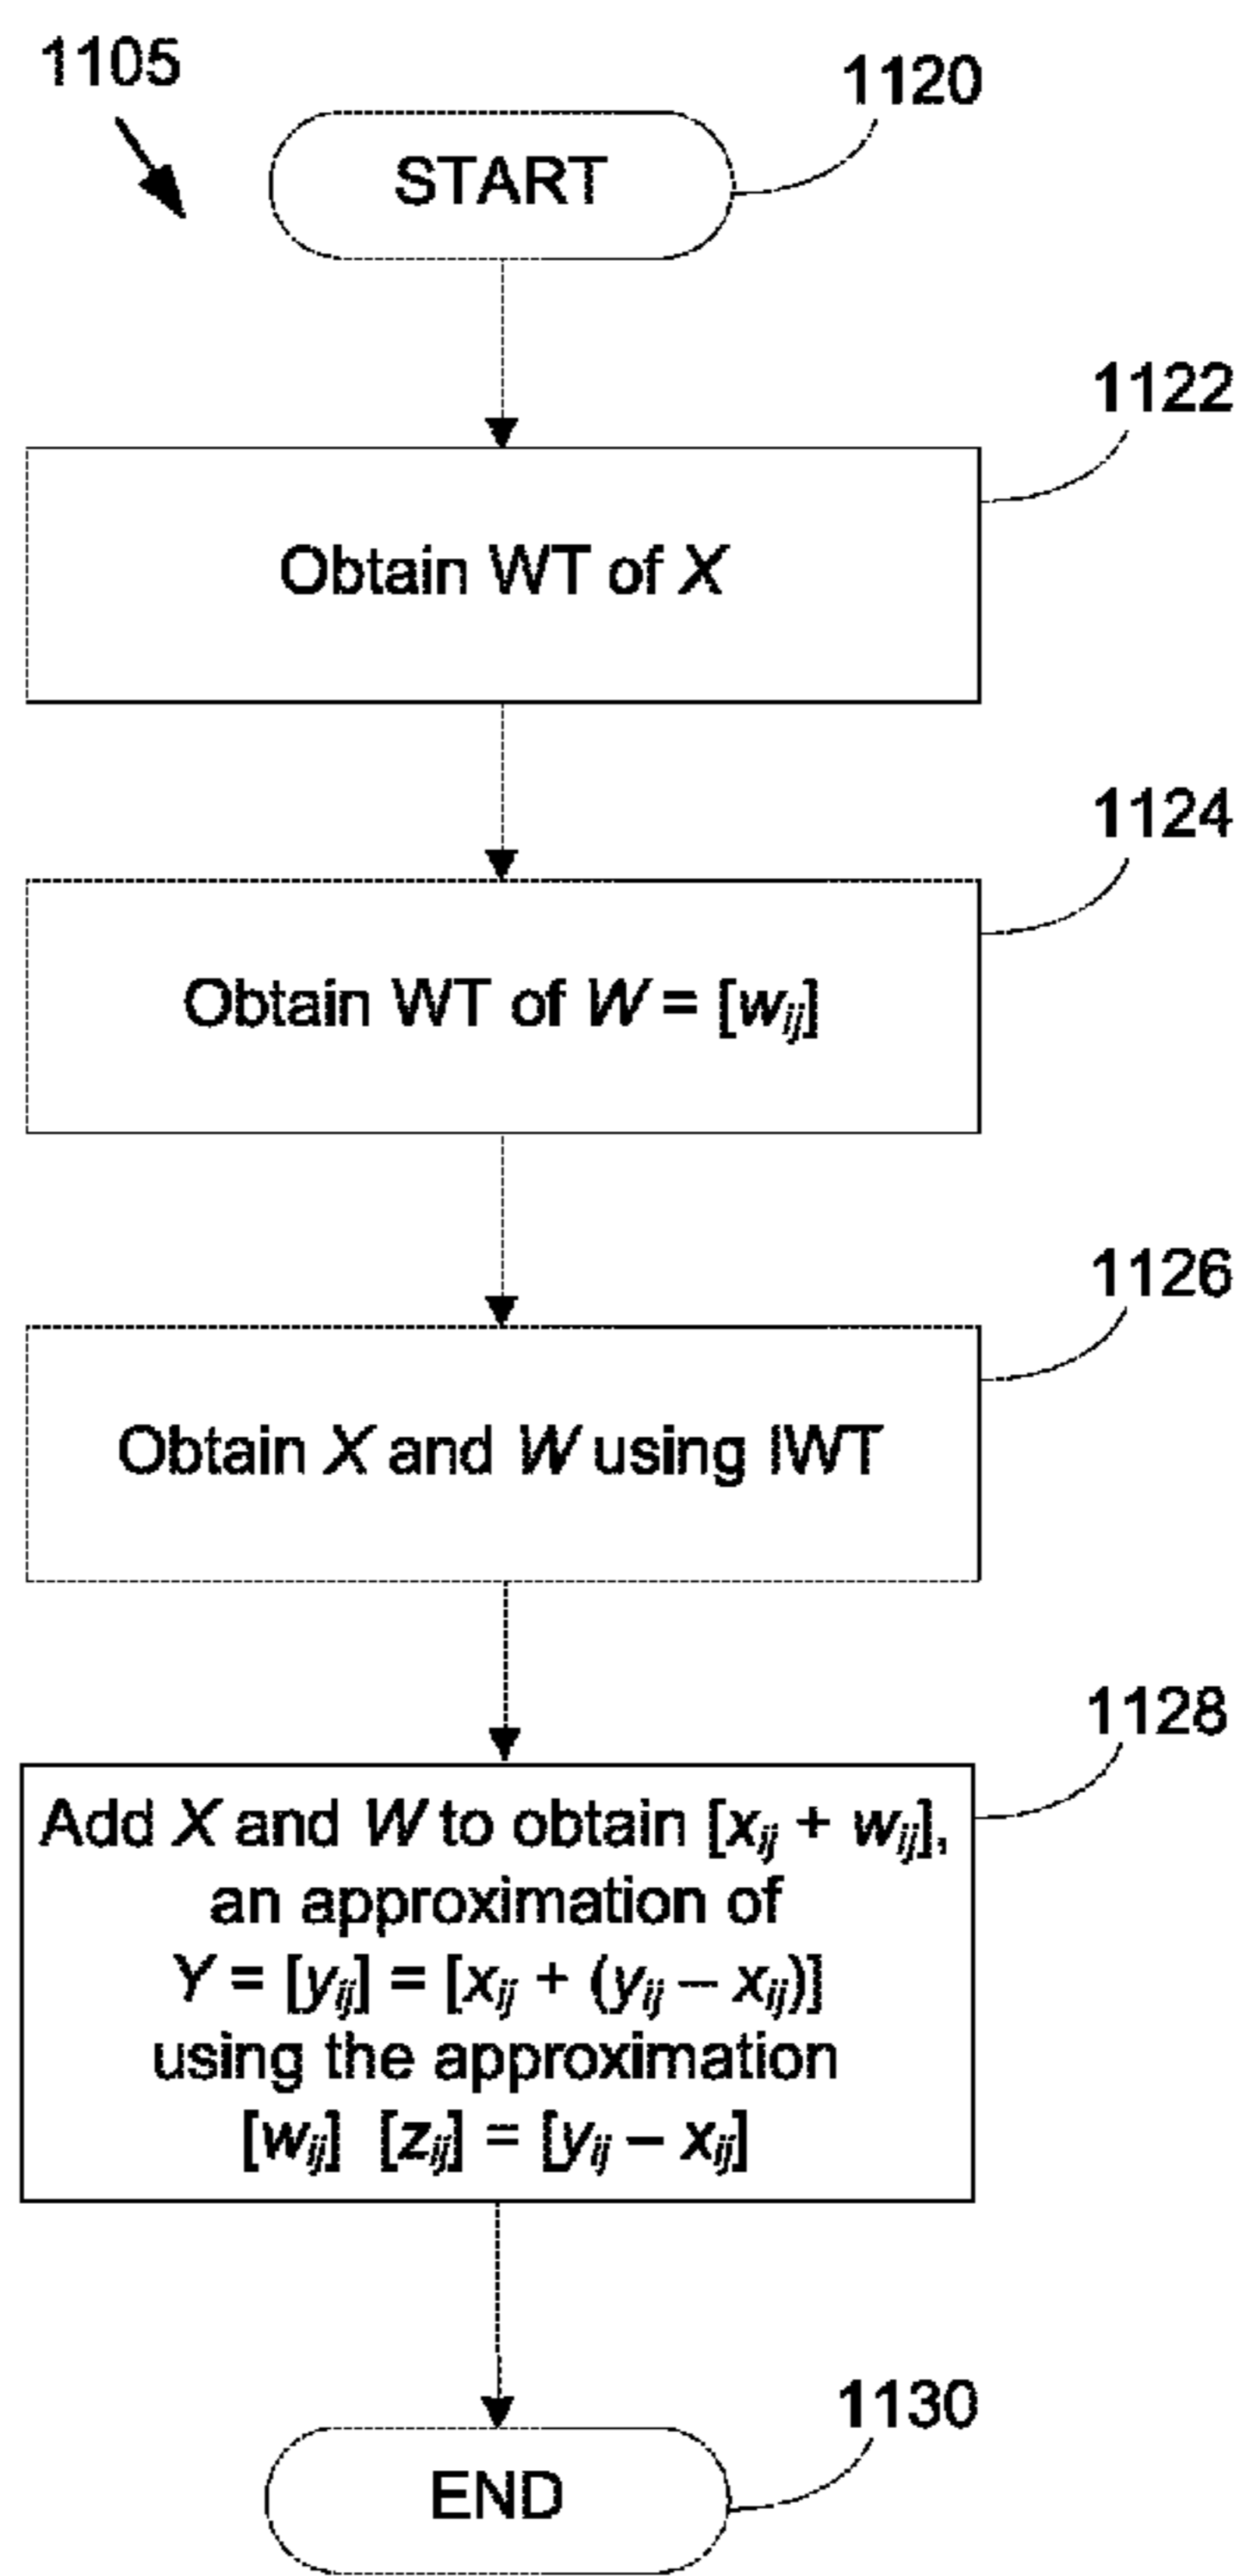 1105
1120
START
1122
Obtain WT of X
1124
Obtain WT of W = [wij]
1126
Obtain X and W using IWT
1128
Add X and W to obtain [xij + wij],
an approximation of
Y = [yij] = [xij + (yij – xij)]
using the approximation
[wij] [zij] = [yij – xij]
1130
END